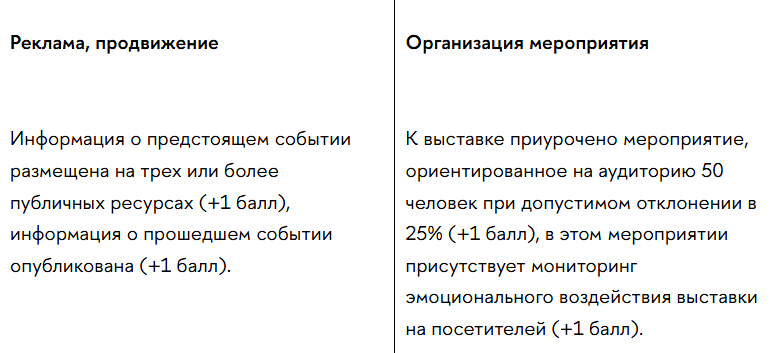 Реклама, продвижение
Информация о предстоящем событии
размещена на трех или более
публичных ресурсах (+1 балл),
информация о прошедшем событии
опубликована (+1 балл).
Организация мероприятия
К выставке приурочено мероприятие,
ориентированное на аудиторию 50
человек при допустимом отклонении в
25% (+1 балл), в этом мероприятии
присутствует мониторинг
эмоционального воздействия выставки
на посетителей (+1 балл).